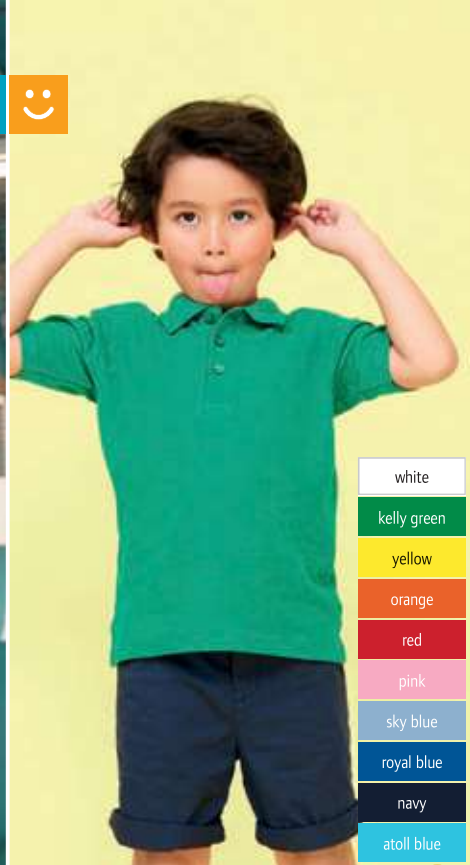 white
kelly green
yellow
orange
red
pink
sky blue
royal blue
navy
atoll blue